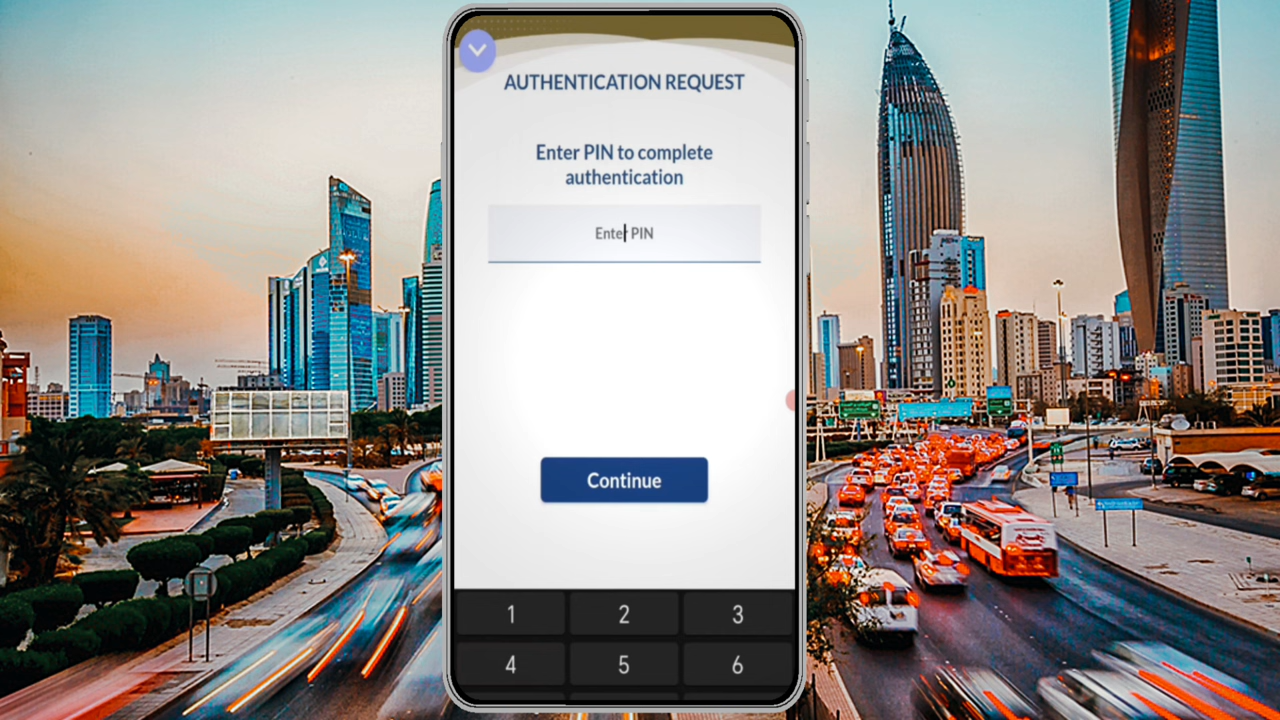 AUTHENTICATION REQUEST
Enter PIN to complete
authentication
Enter PIN
Continue
1 2 3
4 5 6